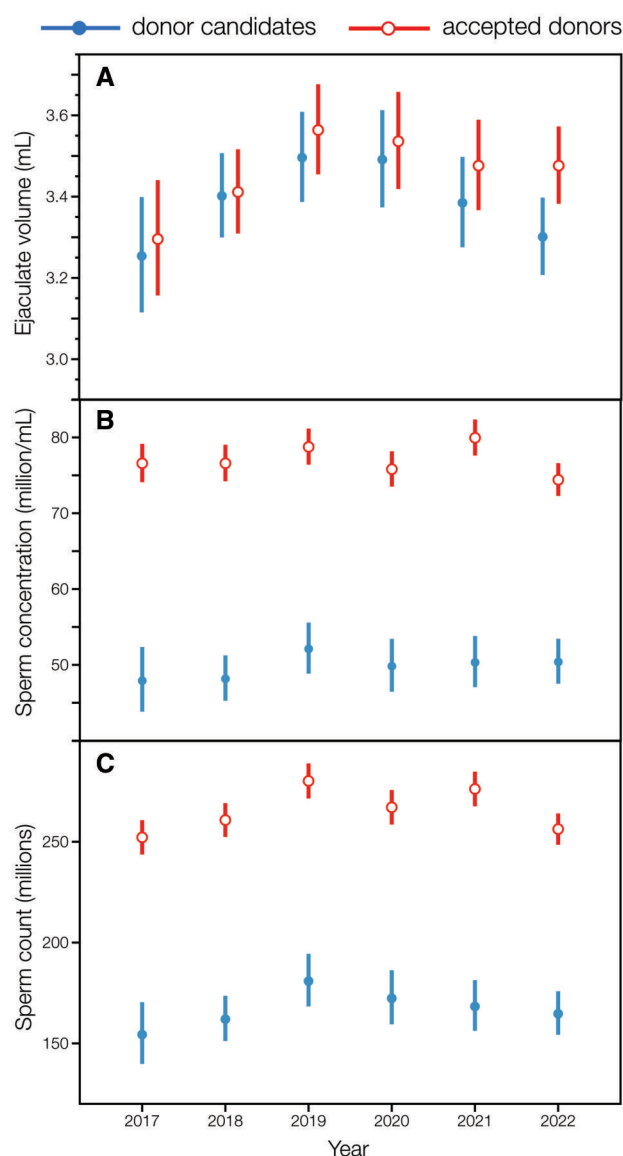 donor candidates
accepted donors
A
Ejaculate volume (mL)
3.6
3.4
3.2
3.0
B
Sperm concentration (million/mL)
80
70
60
50
C
Sperm count (millions)
250
200
150
2017 2018 2019 2020 2021 2022
Year